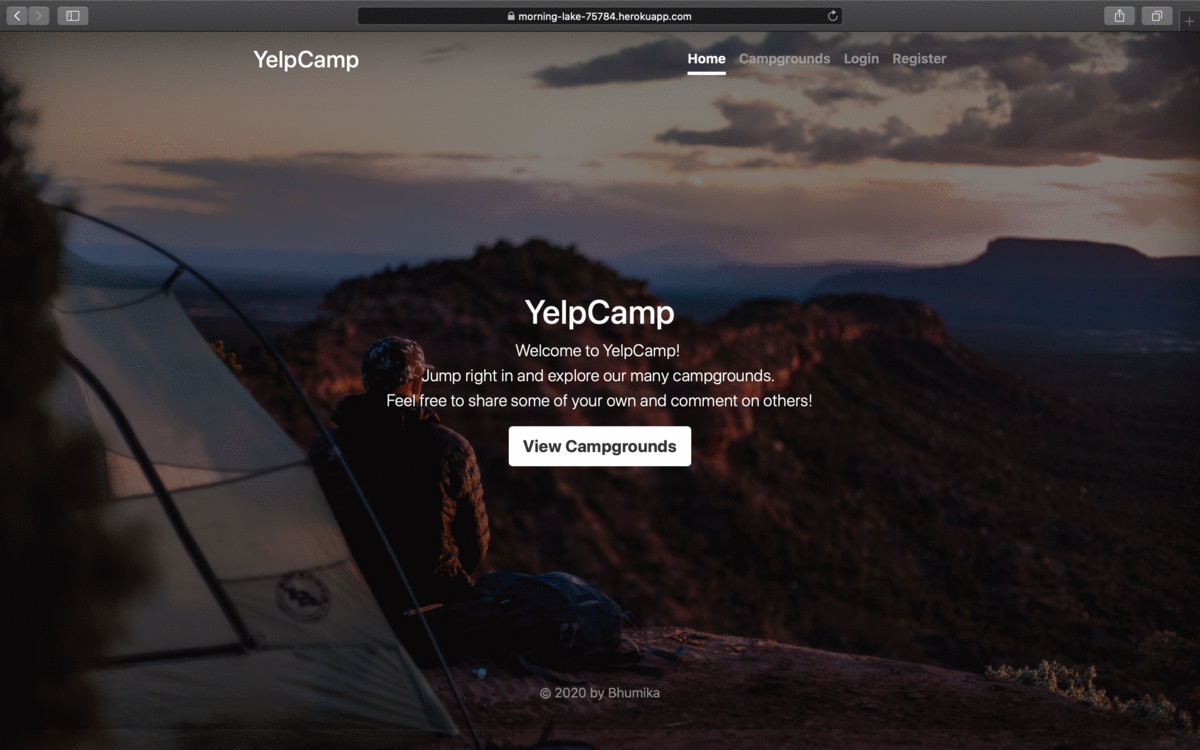 morning-lake-75784.herokuapp.com
YelpCamp
Home Campgrounds Login Register
YelpCamp
Welcome to YelpCamp!
Jump right in and explore our many campgrounds.
Feel free to share some of your own and comment on others!
View Campgrounds
© 2020 by Bhumika